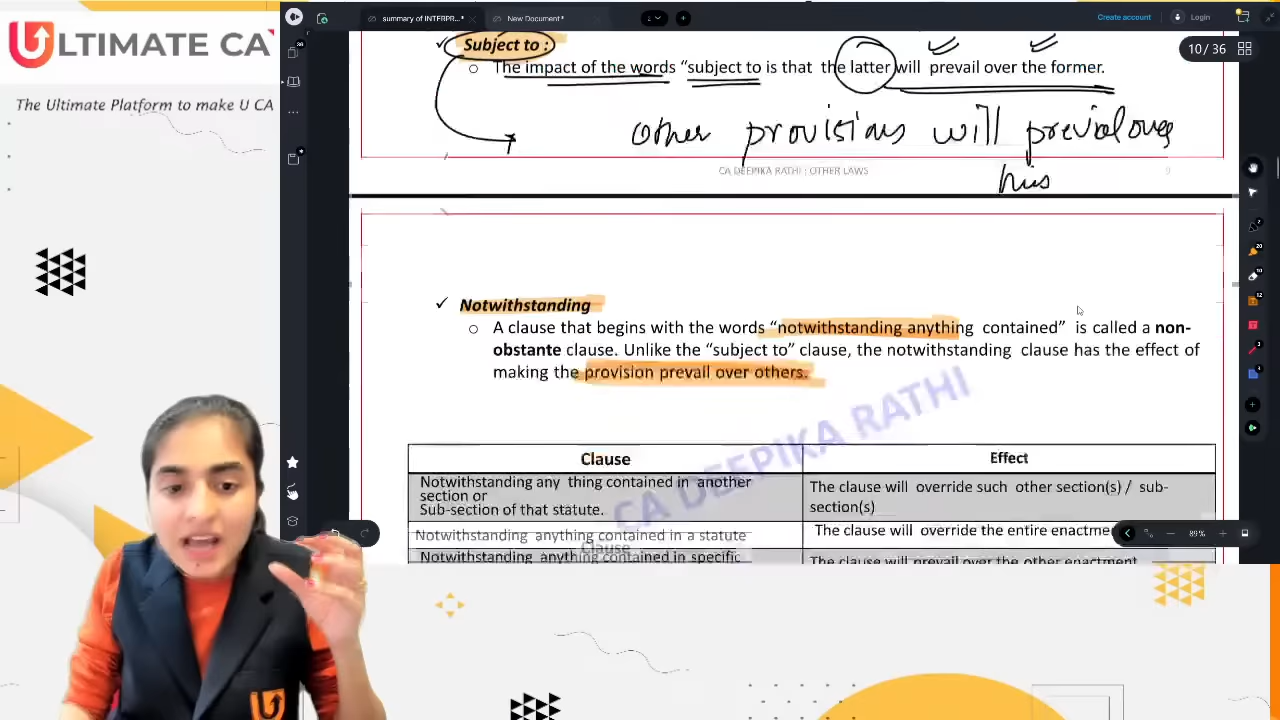 ULTIMATE CA
The Ultimate Platform to make U CA
summary of INTERPR...*
New Document*
Create account
Login
10 / 36
✓ Subject to :
o The impact of the words “subject to is that the latter will prevail over the former.
other provisions will
his
CA DEEPIKA RATHI : OTHER LAWS
9
✓ Notwithstanding
o A clause that begins with the words “notwithstanding anything contained” is called a non-
obstante clause. Unlike the “subject to” clause, the notwithstanding clause has the effect of
making the provision prevall over others.
CA DEEPIKA RATHI
Clause
Effect
Notwithstanding any thing contained in another
section or
Sub-section of that statute.
The clause will override such other section(s) / sub-
section(s)
Notwithstanding anything contained in a statute
The clause will override the entire enactme
Clause
Notwithstanding anything contained in specific
The clause will prevail over the other enactment
89%